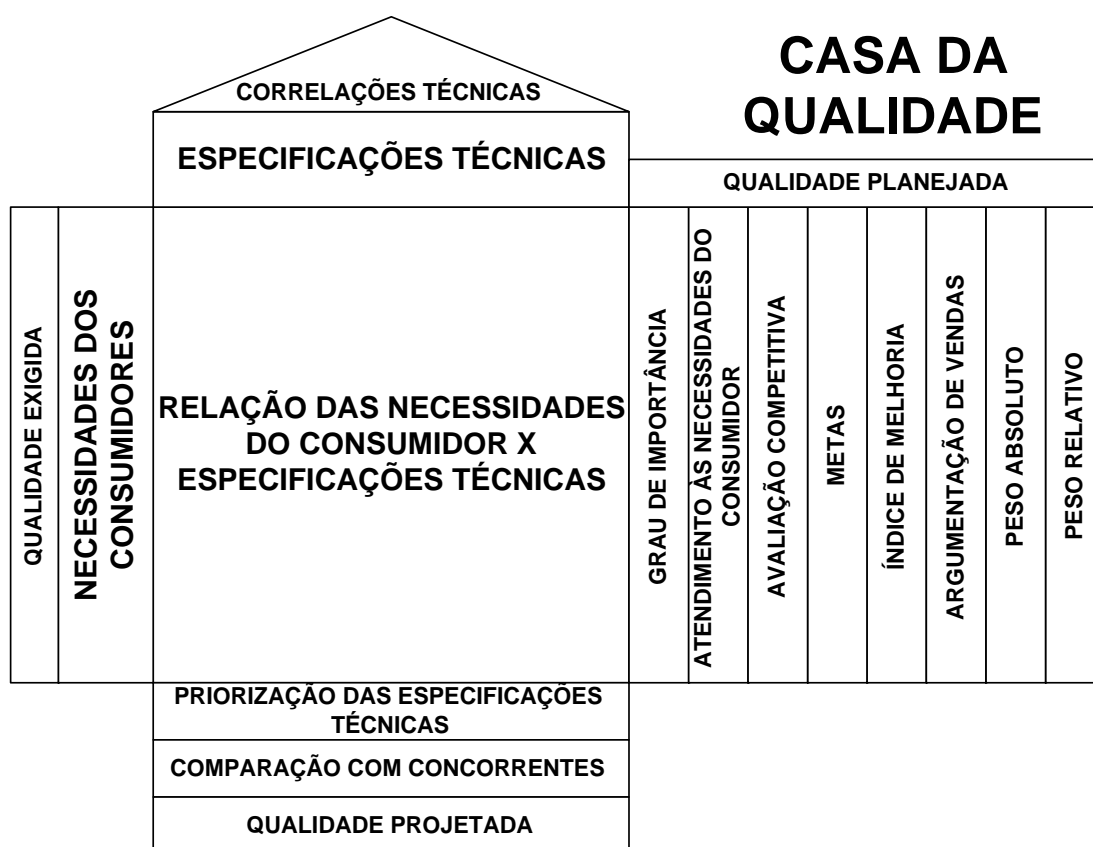 CASA DA
QUALIDADE
CORRELAÇÕES TÉCNICAS
ESPECIFICAÇÕES TÉCNICAS
QUALIDADE PLANEJADA
QUALIDADE EXIGIDA
NECESSIDADES DOS
CONSUMIDORES
RELAÇÃO DAS NECESSIDADES
DO CONSUMIDOR X
ESPECIFICAÇÕES TÉCNICAS
GRAU DE IMPORTÂNCIA
ATENDIMENTO ÀS NECESSIDADES DO
CONSUMIDOR
AVALIAÇÃO COMPETITIVA
METAS
ÍNDICE DE MELHORIA
ARGUMENTAÇÃO DE VENDAS
PESO ABSOLUTO
PESO RELATIVO
PRIORIZAÇÃO DAS ESPECIFICAÇÕES
TÉCNICAS
COMPARAÇÃO COM CONCORRENTES
QUALIDADE PROJETADA